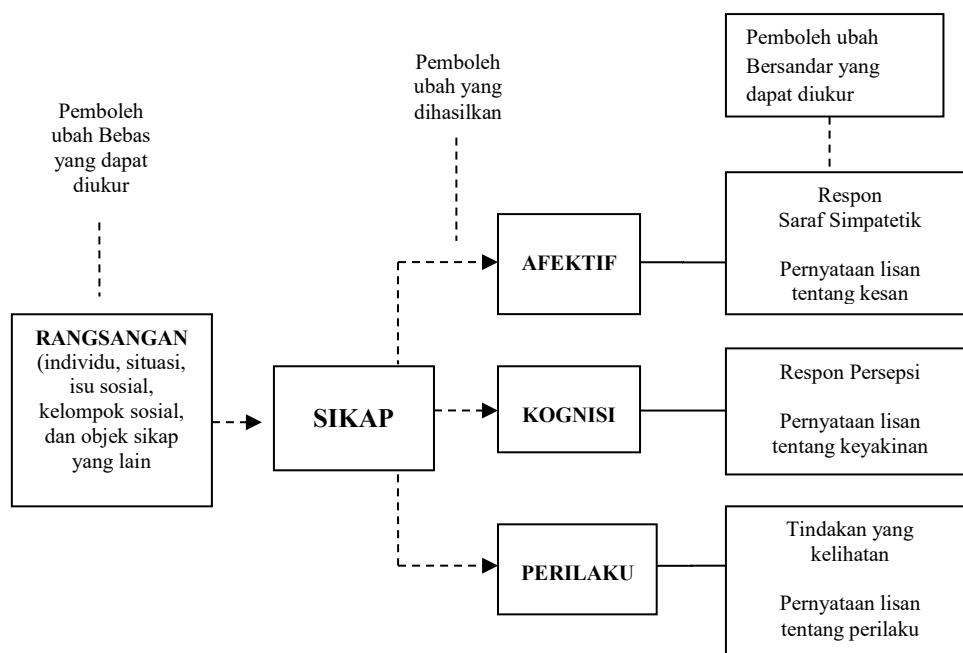 Pemboleh
ubah Bebas
yang dapat
diukur
Pemboleh
ubah yang
dihasilkan
Pemboleh ubah
Bersandar yang
dapat diukur
RANGSANGAN
(individu, situasi,
isu sosial,
kelompok sosial,
dan objek sikap
yang lain
SIKAP
AFEKTIF
Respon
Saraf Simpatetik
Pernyataan lisan
tentang kesan
KOGNISI
Respon Persepsi
Pernyataan lisan
tentang keyakinan
PERILAKU
Tindakan yang
kelihatan
Pernyataan lisan
tentang perilaku